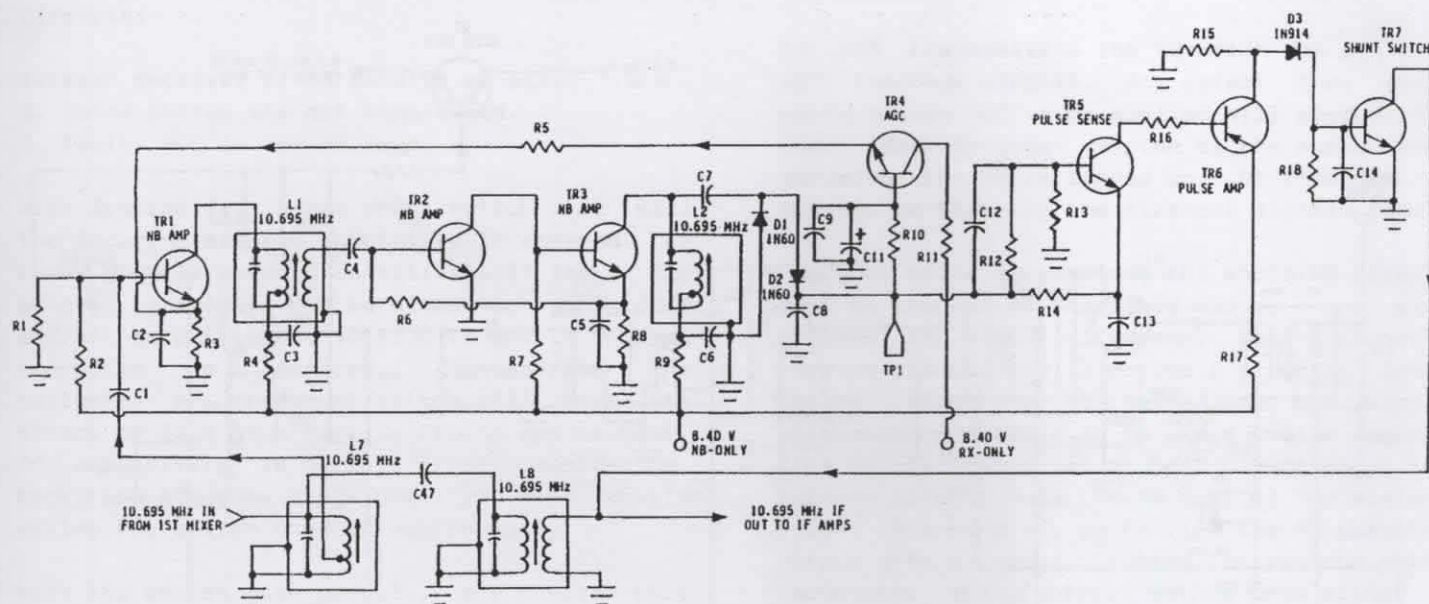 R15
D3
1N914
TR7
SHUNT SWITCH
TR4
AGC
TR5
PULSE SENSE
R16
TR6
PULSE AMP
R18
C14
R5
C7
L2
10.695 MHz
L1
10.695 MHz
TR1
NB AMP
TR2
NB AMP
TR3
NB AMP
C4
D1
1N60
C9
C11
R10
R11
C12
R12
R13
D2
1N60
C8
R14
C13
R1
R2
C2
R3
R4
C3
R6
R7
C5
R8
R9
C6
TP1
R17
C1
8.40 V
NB-ONLY
8.40 V
RX-ONLY
L7
10.695 MHz
C47
L8
10.695 MHz
10.695 MHz IN
FROM 1ST MIXER
10.695 MHz IF
OUT TO IF AMPS